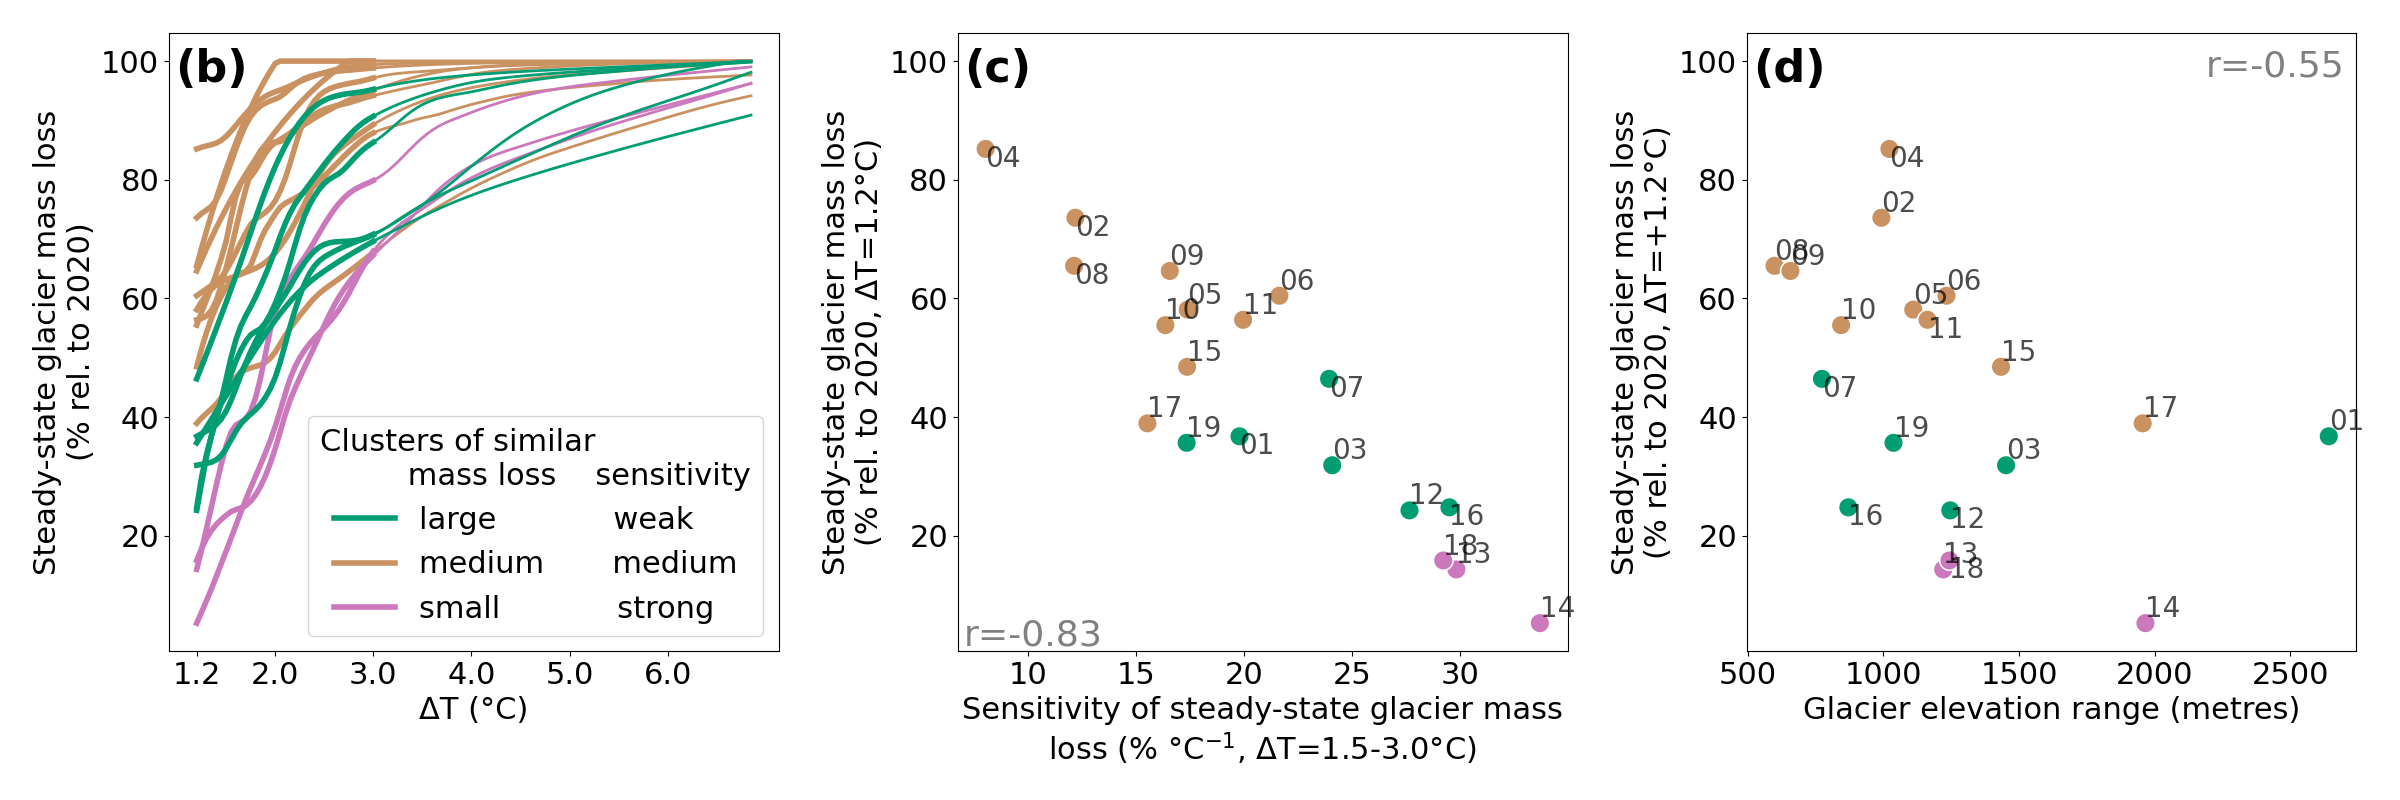 (b)
Steady-state glacier mass loss
(% rel. to 2020)
100
80
60
40
20
Clusters of similar
mass loss sensitivity
large weak
medium medium
small strong
1.2 2.0 3.0 4.0 5.0 6.0
ΔT (°C)
(c)
Steady-state glacier mass loss
(% rel. to 2020, ΔT=1.2°C)
100
80
60
40
20
04
02
08
09
05
10
06
11
15
07
17
19
01
03
12
16
18
13
14
r=-0.83
10 15 20 25 30
Sensitivity of steady-state glacier mass
loss (% °C⁻¹, ΔT=1.5-3.0°C)
(d)
r=-0.55
Steady-state glacier mass loss
(% rel. to 2020, ΔT=+1.2°C)
100
80
60
40
20
04
02
08
09
10
05
06
11
15
07
17
01
19
03
16
12
13
18
14
500 1000 1500 2000 2500
Glacier elevation range (metres)